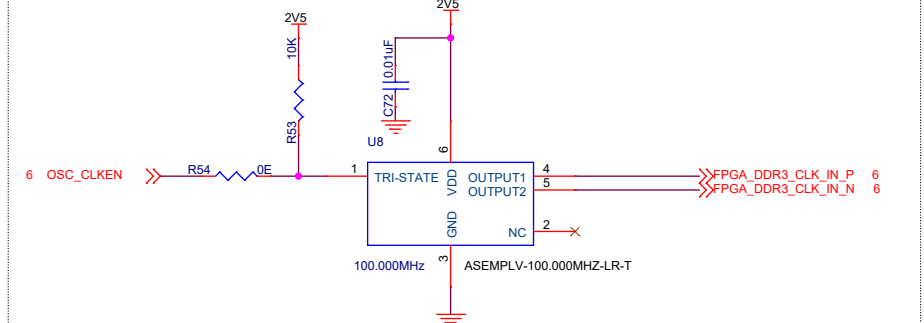 2V5
2V5
10K
0.01uF
R53
C72
U8
6 OSC_CLKEN
R54
0E
1
TRI-STATE
VDD
6
OUTPUT1
4
FPGA_DDR3_CLK_IN_P 6
OUTPUT2
5
FPGA_DDR3_CLK_IN_N 6
GND
NC
2
3
100.000MHz
ASEMPLV-100.000MHZ-LR-T